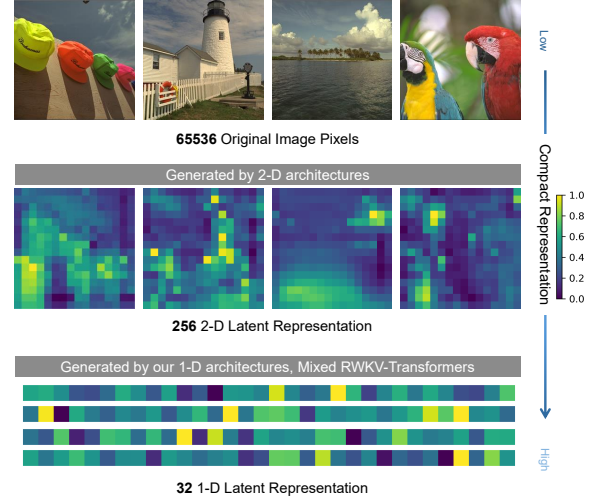 65536 Original Image Pixels
Generated by 2-D architectures
256 2-D Latent Representation
Generated by our 1-D architectures, Mixed RWKV-Transformers
32 1-D Latent Representation
Low
Compact Representation
High
1.0
0.8
0.6
0.4
0.2
0.0